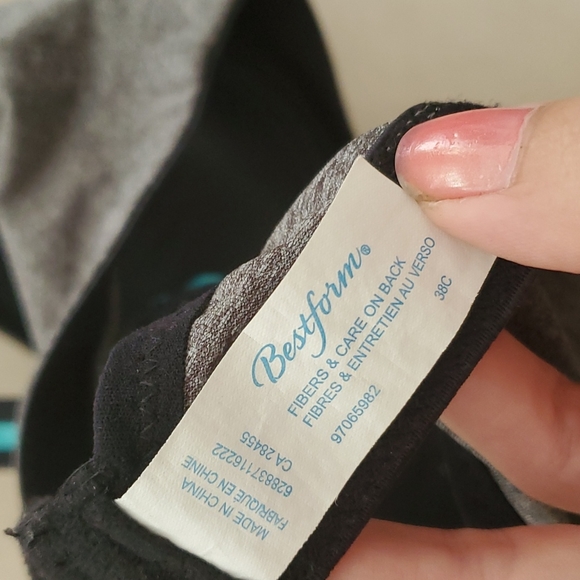 Bestform®
FIBERS & CARE ON BACK
FIBRES & ENTRETIEN AU VERSO
38C
97065982
CA 28455
628837116222
FABRIQUÉ EN CHINE
MADE IN CHINA